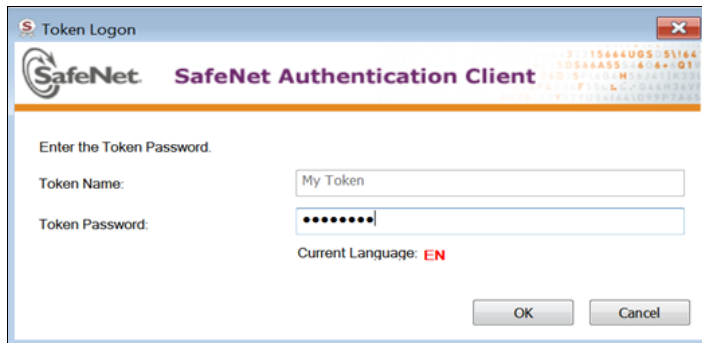 Token Logon
SafeNet. SafeNet Authentication Client
Enter the Token Password.
Token Name: My Token
Token Password: ••••••••
Current Language: EN
OK Cancel